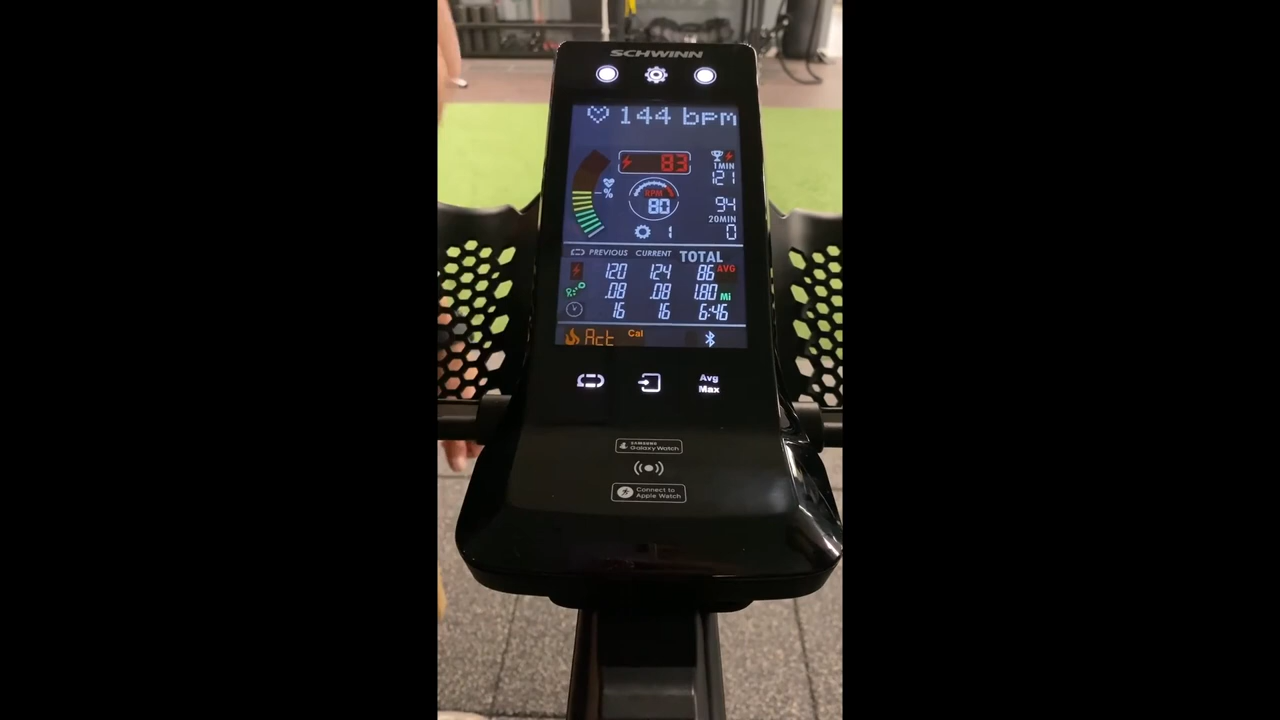 SCHWINN
144 bpm
83
1MIN
121
RPM
80
94
%
20MIN
1
0
PREVIOUS CURRENT TOTAL
120 124 86 AVG
.08 .08 1.80 Mi
16 16 6:46
Act Cal
Avg
Max
SAMSUNG
Galaxy Watch
Connect to
Apple Watch